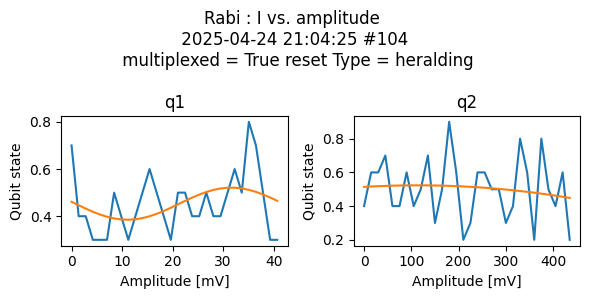 Rabi : I vs. amplitude
2025-04-24 21:04:25 #104
multiplexed = True reset Type = heralding
q1
q2
Qubit state
0.8
0.6
0.4
0
10
20
30
40
Amplitude [mV]
Qubit state
0.8
0.6
0.4
0.2
0
100
200
300
400
Amplitude [mV]